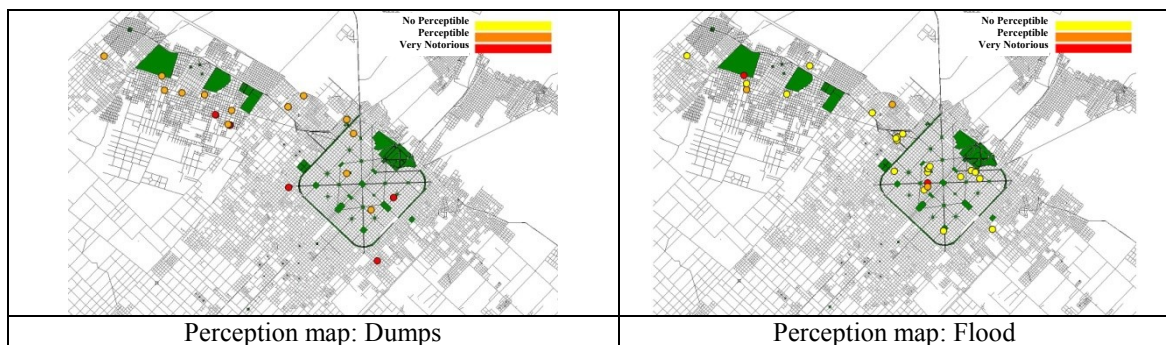 No Perceptible
Perceptible
Very Notorious
No Perceptible
Perceptible
Very Notorious
Perception map: Dumps
Perception map: Flood